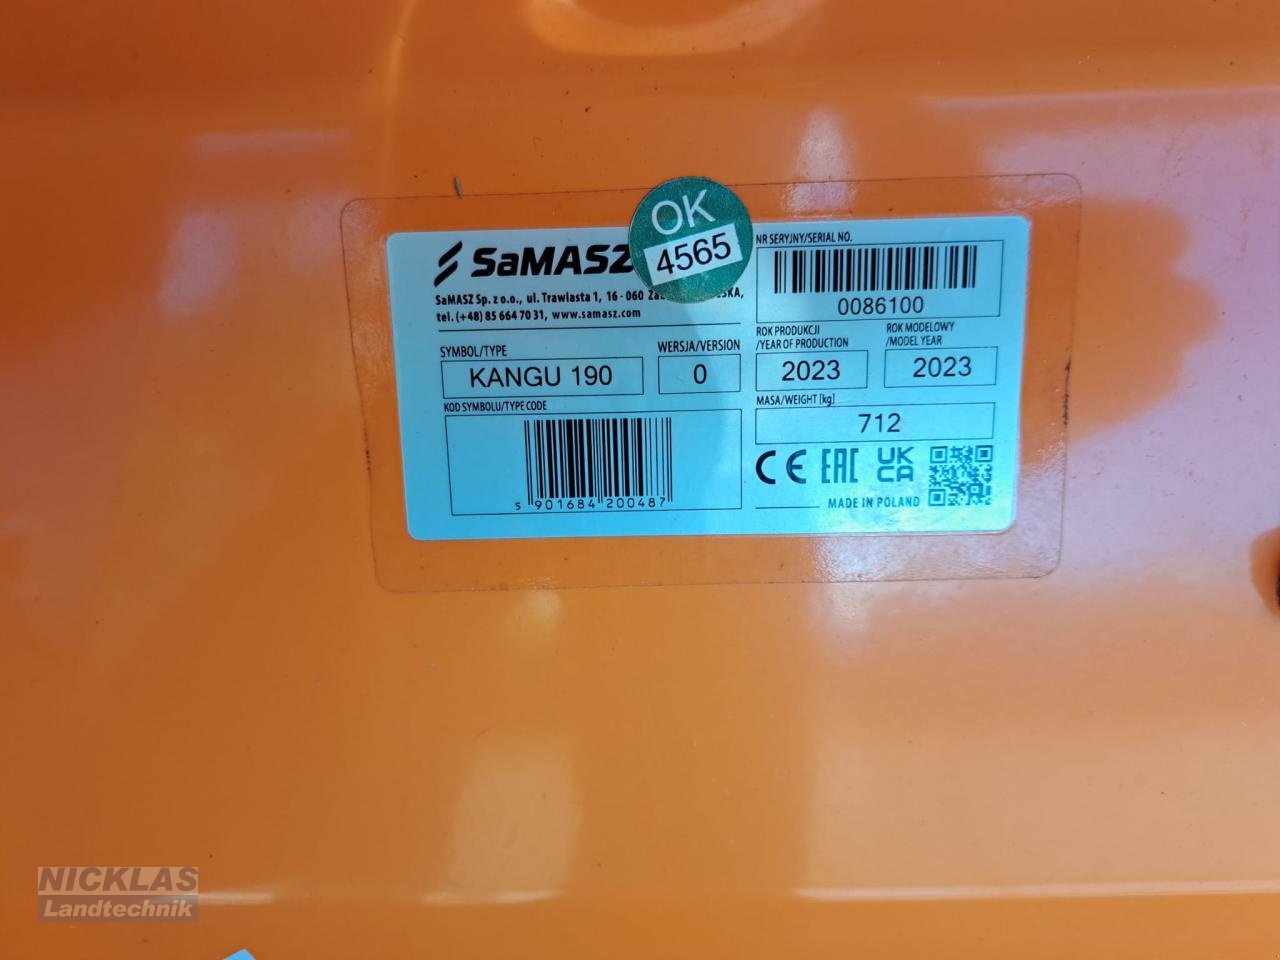 SaMASZ
OK
4565
SaMASZ Sp. z o.o., ul. Trawiasta 1, 16 - 060
tel. (+48) 85 664 70 31, www.samasz.com
NR SERYJNY/SERIAL NO.
0086100
SYMBOL/TYPE
KANGU 190
WERSJA/VERSION
0
ROK PRODUKCJI
/YEAR OF PRODUCTION
2023
ROK MODELOWY
/MODEL YEAR
2023
KOD SYMBOLU/TYPE CODE
5 901684 200487
MASA/WEIGHT [kg]
712
CE EAC UK
CA
MADE IN POLAND
NICKLAS
Landtechnik